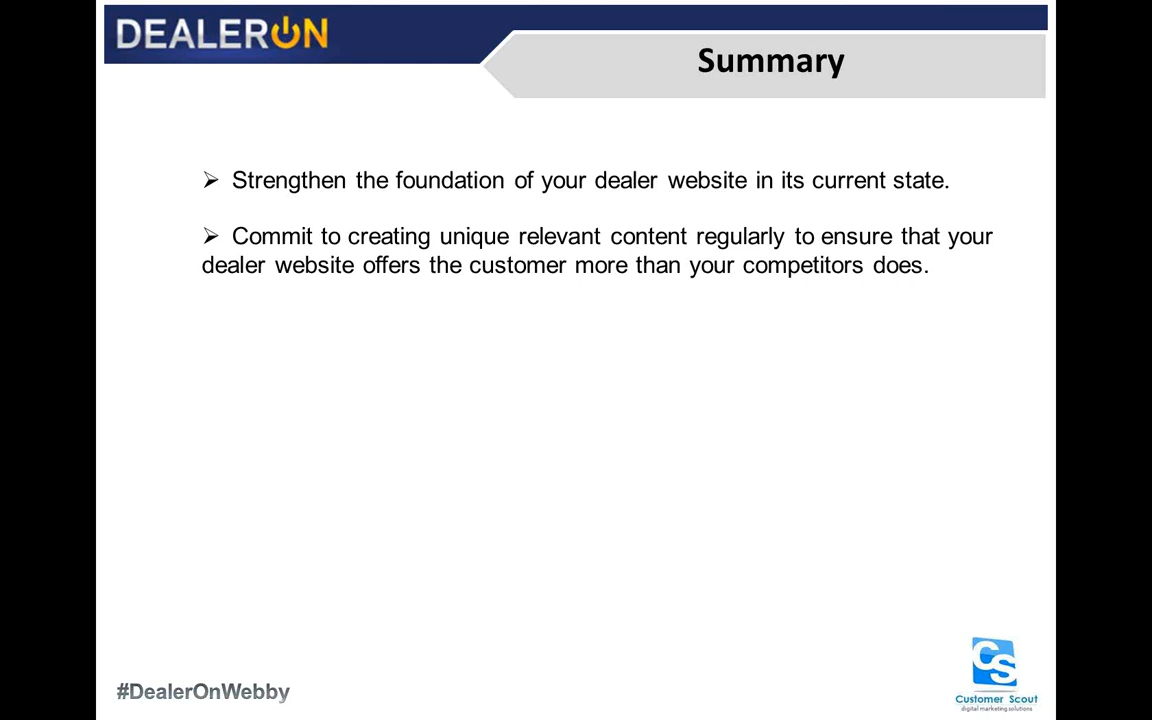 DEALERON
Summary
➢ Strengthen the foundation of your dealer website in its current state.
➢ Commit to creating unique relevant content regularly to ensure that your
dealer website offers the customer more than your competitors does.
#DealerOnWebby
CS
Customer Scout
digital marketing solutions